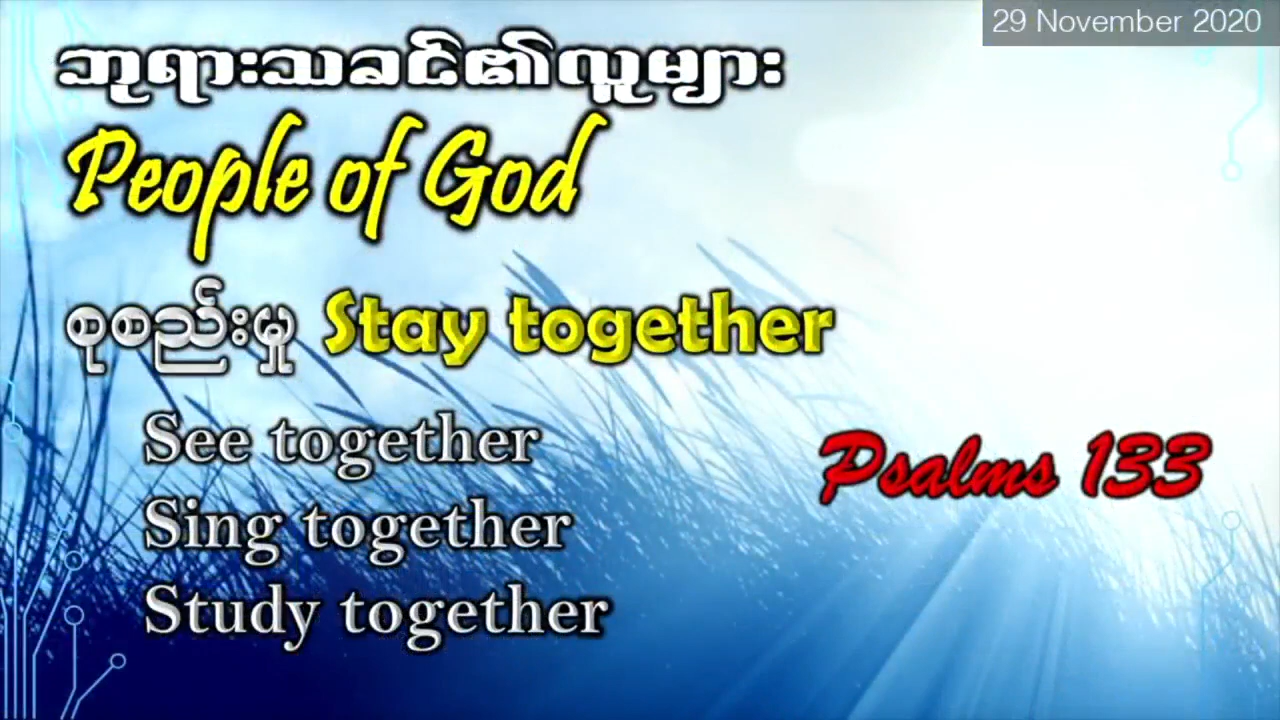 29 November 2020
ဘုရားသခင်၏လူများ
People of God
စုစည်းမှု Stay together
See together
Sing together
Study together
Psalms 133